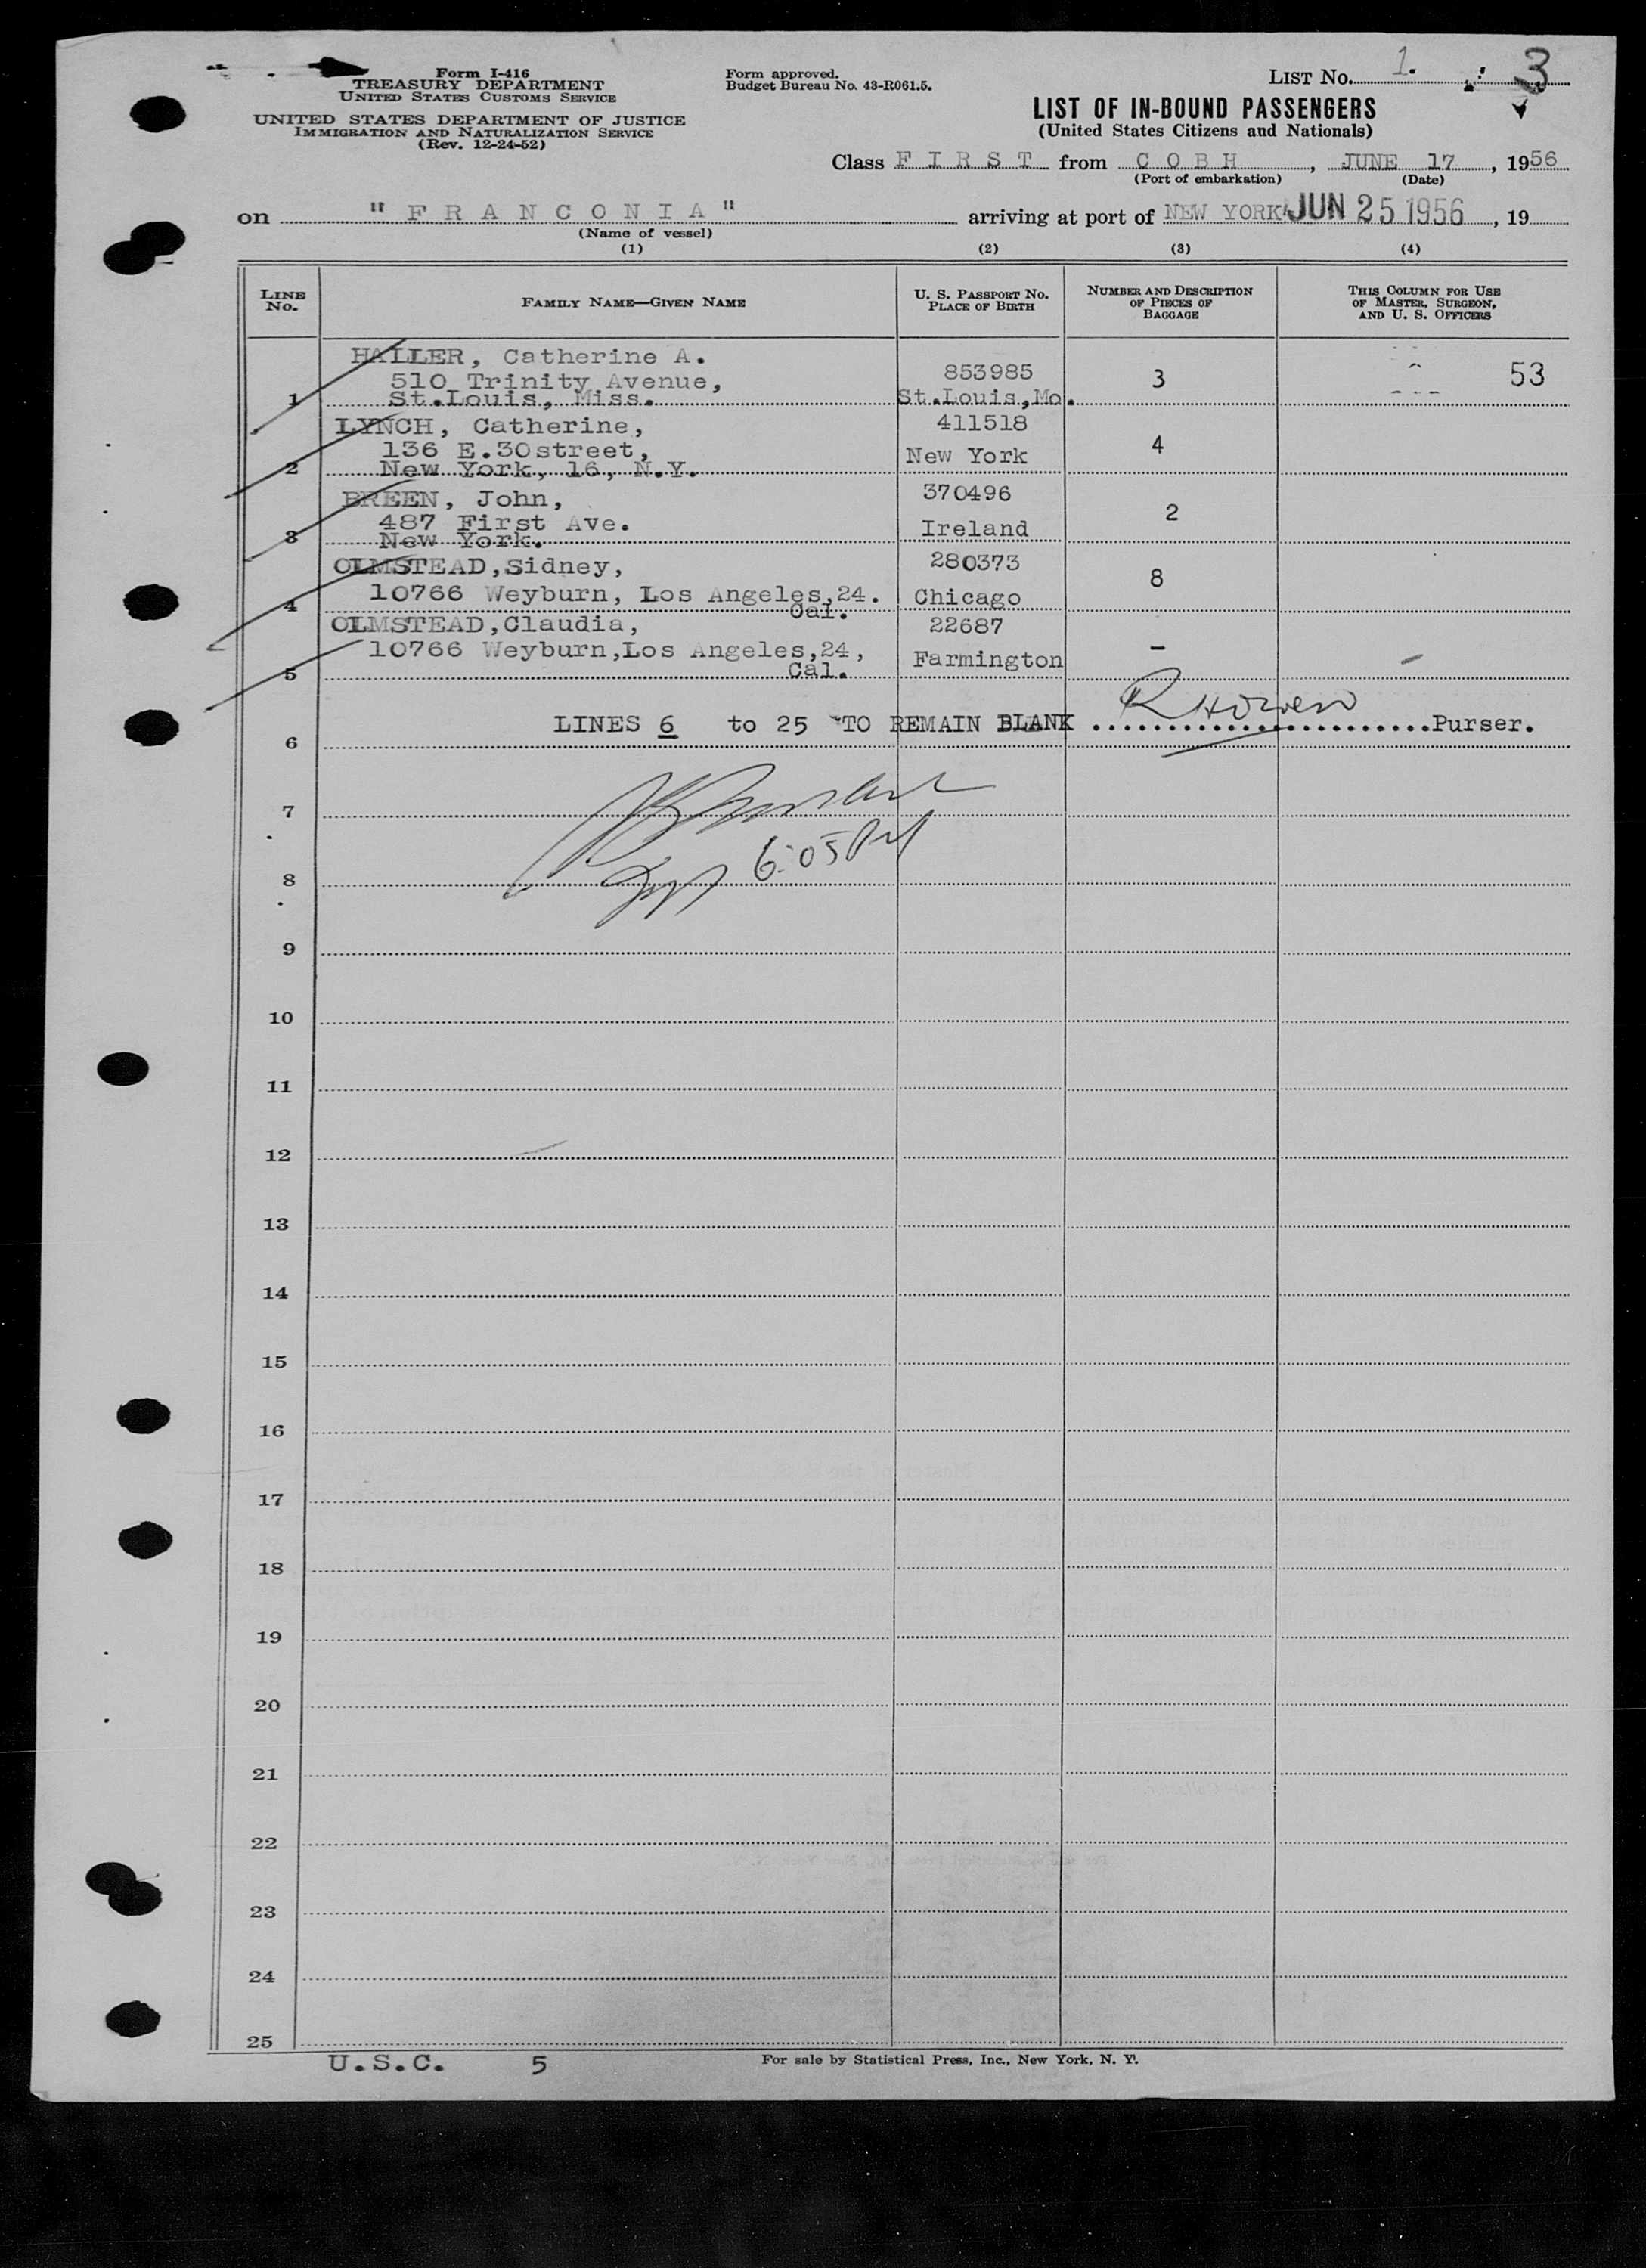 Form I-416
TREASURY DEPARTMENT
UNITED STATES CUSTOMS SERVICE
UNITED STATES DEPARTMENT OF JUSTICE
IMMIGRATION AND NATURALIZATION SERVICE
(Rev. 12-24-52)
Form approved.
Budget Bureau No. 43-R061.5.
LIST No. 1. 3
LIST OF IN-BOUND PASSENGERS
(United States Citizens and Nationals)
Class FIRST from COBH, JUNE 17, 1956
(Port of embarkation) (Date)
on "FRANCONIA" arriving at port of NEW YORK JUN 25 1956, 19
(Name of vessel)
(1) (2) (3) (4)
LINE No. FAMILY NAME—GIVEN NAME U. S. PASSPORT NO. PLACE OF BIRTH NUMBER AND DESCRIPTION OF PIECES OF BAGGAGE THIS COLUMN FOR USE OF MASTER, SURGEON, AND U. S. OFFICERS
HALLER, Catherine A.
510 Trinity Avenue, 853985 3 53
1 St.Louis, Miss. St.Louis,Mo.
LYNCH, Catherine, 411518
136 E.30street, New York 4
2 New York, 16, N.Y.
BREEN, John, 370496
487 First Ave. Ireland 2
3 New York.
OLMSTEAD,Sidney, 280373
10766 Weyburn, Los Angeles,24. Chicago 8
4 Cal.
OLMSTEAD,Claudia, 22687
10766 Weyburn,Los Angeles,24, Farmington -
5 Cal.
LINES 6 to 25 TO REMAIN BLANK ........................Purser.
6
7
6:05 PM
8
9
10
11
12
13
14
15
16
17
18
19
20
21
22
23
24
25
U.S.C. 5
For sale by Statistical Press, Inc., New York, N. Y.